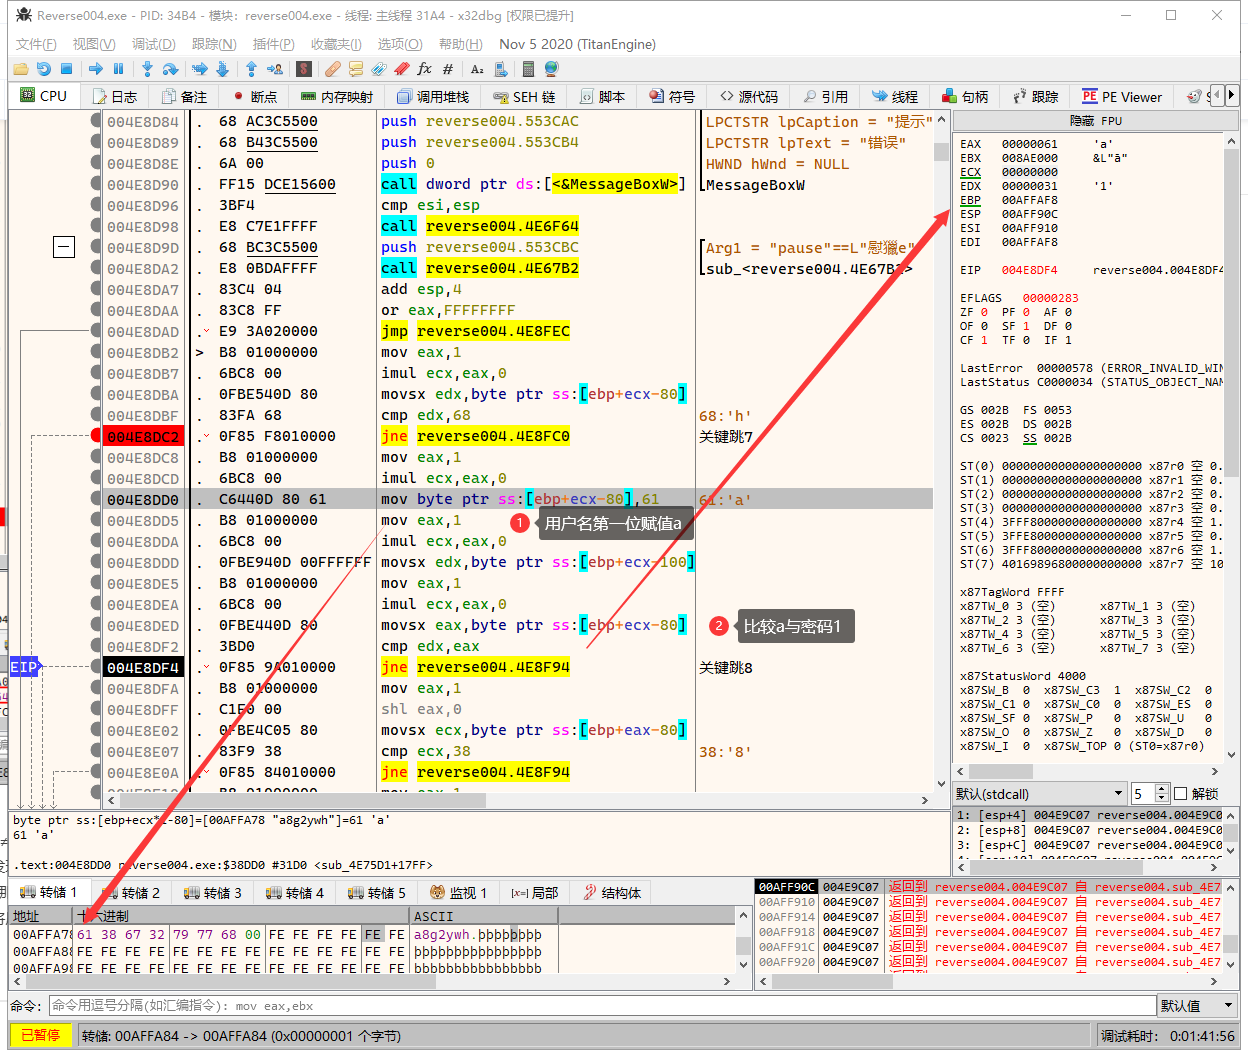 Reverse004.exe - PID: 34B4 - 模块: reverse004.exe - 线程: 主线程 31A4 - x32dbg [权限已提升]
文件(F) 视图(V) 调试(D) 跟踪(N) 插件(P) 收藏夹(I) 选项(O) 帮助(H) Nov 5 2020 (TitanEngine)
CPU 日志 备注 断点 内存映射 调用堆栈 SEH 链 脚本 符号 源代码 引用 线程 句柄 跟踪 PE Viewer
004E8D84 . 68 AC3C5500 push reverse004.553CAC LPCTSTR lpCaption = "提示"
004E8D89 . 68 B43C5500 push reverse004.553CB4 LPCTSTR lpText = "错误"
004E8D8E . 6A 00 push 0 HWND hWnd = NULL
004E8D90 . FF15 DCE15600 call dword ptr ds:[<&MessageBoxW>] MessageBoxW
004E8D96 . 3BF4 cmp esi,esp
004E8D98 . E8 C7E1FFFF call reverse004.4E6F64
004E8D9D . 68 BC3C5500 push reverse004.553CBC Arg1 = "pause"==L"慰獵e"
004E8DA2 . E8 0BDAFFFF call reverse004.4E67B2 sub_<reverse004.4E67B2>
004E8DA7 . 83C4 04 add esp,4
004E8DAA . 83C8 FF or eax,FFFFFFFF
004E8DAD . E9 3A020000 jmp reverse004.4E8FEC
004E8DB2 > B8 01000000 mov eax,1
004E8DB7 . 6BC8 00 imul ecx,eax,0
004E8DBA . 0FBE540D 80 movsx edx,byte ptr ss:[ebp+ecx-80]
004E8DBF . 83FA 68 cmp edx,68 68:'h'
004E8DC2 . 0F85 F8010000 jne reverse004.4E8FC0 关键跳7
004E8DC8 . B8 01000000 mov eax,1
004E8DCD . 6BC8 00 imul ecx,eax,0
004E8DD0 . C6440D 80 61 mov byte ptr ss:[ebp+ecx-80],61 61:'a'
004E8DD5 . B8 01000000 mov eax,1
1 用户名第一位赋值a
004E8DDA . 6BC8 00 imul ecx,eax,0
004E8DDD . 0FBE940D 00FFFFFF movsx edx,byte ptr ss:[ebp+ecx-100]
004E8DE5 . B8 01000000 mov eax,1
004E8DEA . 6BC8 00 imul ecx,eax,0
004E8DED . 0FBE440D 80 movsx eax,byte ptr ss:[ebp+ecx-80]
2 比较a与密码1
004E8DF2 . 3BD0 cmp edx,eax
EIP 004E8DF4 . 0F85 9A010000 jne reverse004.4E8F94 关键跳8
004E8DFA . B8 01000000 mov eax,1
004E8DFF . C1E0 00 shl eax,0
004E8E02 . 0FBE4C05 80 movsx ecx,byte ptr ss:[ebp+eax-80]
004E8E07 . 83F9 38 cmp ecx,38 38:'8'
004E8E0A . 0F85 84010000 jne reverse004.4E8F94
隐藏 FPU
EAX 00000061 'a'
EBX 008AE000 &L"ā"
ECX 00000000
EDX 00000031 '1'
EBP 00AFFAF8
ESP 00AFF90C
ESI 00AFF910
EDI 00AFFAF8
EIP 004E8DF4 reverse004.004E8DF4
EFLAGS 00000283
ZF 0 PF 0 AF 0
OF 0 SF 1 DF 0
CF 1 TF 0 IF 1
LastError 00000578 (ERROR_INVALID_WIN
LastStatus C0000034 (STATUS_OBJECT_NAM
GS 002B FS 0053
ES 002B DS 002B
CS 0023 SS 002B
ST(0) 00000000000000000000 x87r0 空 0.
ST(1) 00000000000000000000 x87r1 空 0.
ST(2) 00000000000000000000 x87r2 空 0.
ST(3) 00000000000000000000 x87r3 空 0.
ST(4) 3FFF8000000000000000 x87r4 空 1.
ST(5) 3FFE8000000000000000 x87r5 空 0.
ST(6) 3FFF8000000000000000 x87r6 空 1.
ST(7) 40169896800000000000 x87r7 空 10
x87TagWord FFFF
x87TW_0 3 (空) x87TW_1 3 (空)
x87TW_2 3 (空) x87TW_3 3 (空)
x87TW_4 3 (空) x87TW_5 3 (空)
x87TW_6 3 (空) x87TW_7 3 (空)
x87StatusWord 4000
x87SW_B 0 x87SW_C3 1 x87SW_C2 0
x87SW_C1 0 x87SW_C0 0 x87SW_ES 0
x87SW_SF 0 x87SW_P 0 x87SW_U 0
x87SW_O 0 x87SW_Z 0 x87SW_D 0
x87SW_I 0 x87SW_TOP 0 (ST0=x87r0)
默认(stdcall) 5 解锁
1: [esp+4] 004E9C07 reverse004.004E9C0
2: [esp+8] 004E9C07 reverse004.004E9C0
3: [esp+C] 004E9C07 reverse004.004E9C0
byte ptr ss:[ebp+ecx*1-80]=[00AFFA78 "a8g2ywh"]=61 'a'
61 'a'
.text:004E8DD0 reverse004.exe:$38DD0 #31D0 <sub_4E75D1+17FF>
转储 1 转储 2 转储 3 转储 4 转储 5 监视 1 [x=] 局部 结构体
地址 十六进制 ASCII
00AFFA78 61 38 67 32 79 77 68 00 FE FE FE FE FE FE a8g2ywh.þþþþþþþþ
00AFFA88 FE FE FE FE FE FE FE FE FE FE FE FE FE FE þþþþþþþþþþþþþþþþ
00AFFA98 FE FE FE FE FE FE FE FE FE FE FE FE FE FE þþþþþþþþþþþþþþþþ
00AFF90C 004E9C07 返回到 reverse004.004E9C07 自 reverse004.sub_4E7
00AFF910 004E9C07 返回到 reverse004.004E9C07 自 reverse004.sub_4E7
00AFF914 004E9C07 返回到 reverse004.004E9C07 自 reverse004.sub_4E7
00AFF918 004E9C07 返回到 reverse004.004E9C07 自 reverse004.sub_4E7
00AFF91C 004E9C07 返回到 reverse004.004E9C07 自 reverse004.sub_4E7
00AFF920 004E9C07 返回到 reverse004.004E9C07 自 reverse004.sub_4E7
命令: 命令用逗号分隔(如汇编指令): mov eax,ebx 默认值
已暂停 转储: 00AFFA84 -> 00AFFA84 (0x00000001 个字节) 调试耗时: 0:01:41:56